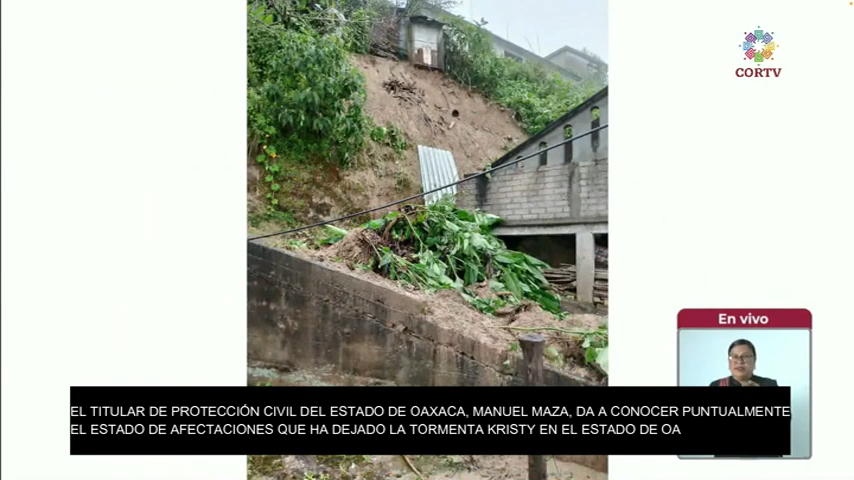 CORTV
En vivo
EL TITULAR DE PROTECCIÓN CIVIL DEL ESTADO DE OAXACA, MANUEL MAZA, DA A CONOCER PUNTUALMENTE
EL ESTADO DE AFECTACIONES QUE HA DEJADO LA TORMENTA KRISTY EN EL ESTADO DE OA